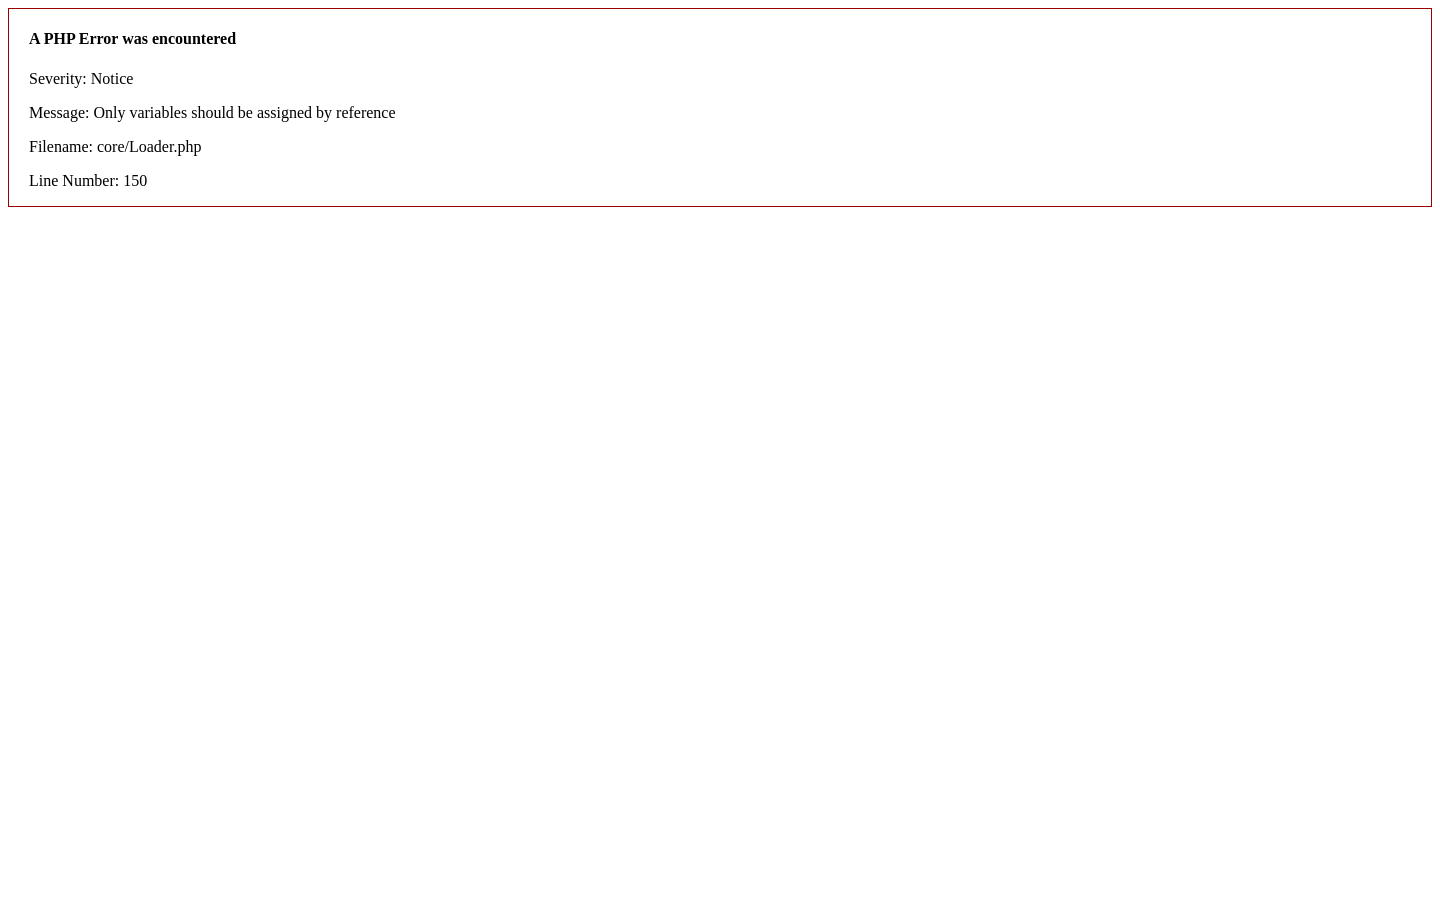 A PHP Error was encountered
Severity: Notice
Message: Only variables should be assigned by reference
Filename: core/Loader.php
Line Number: 150